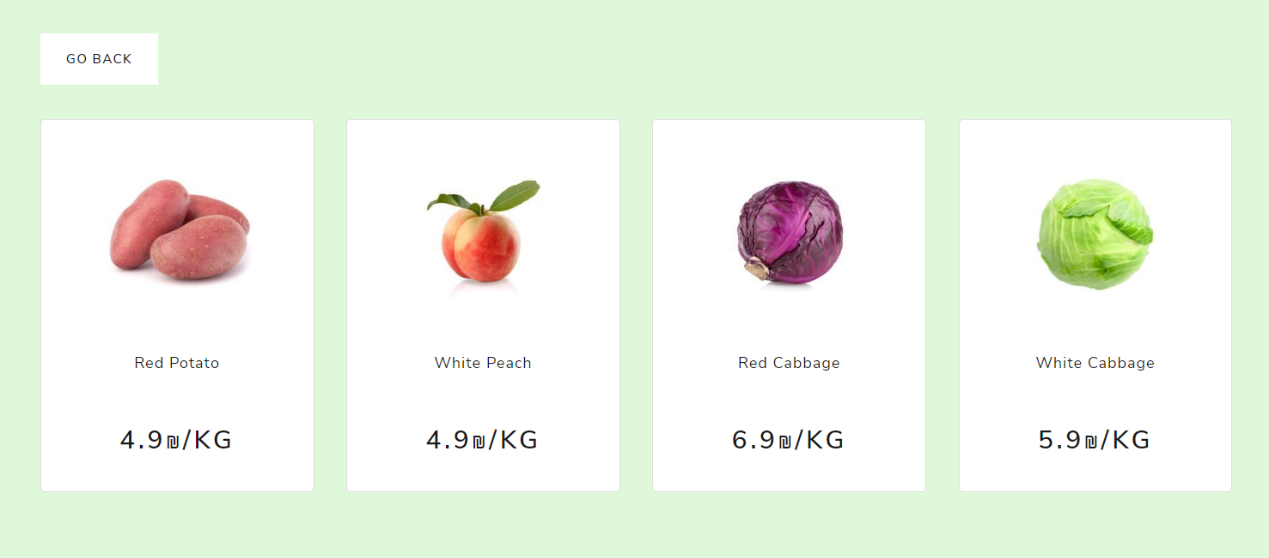 GO BACK
Red Potato
White Peach
Red Cabbage
White Cabbage
4.9₪/KG
4.9₪/KG
6.9₪/KG
5.9₪/KG